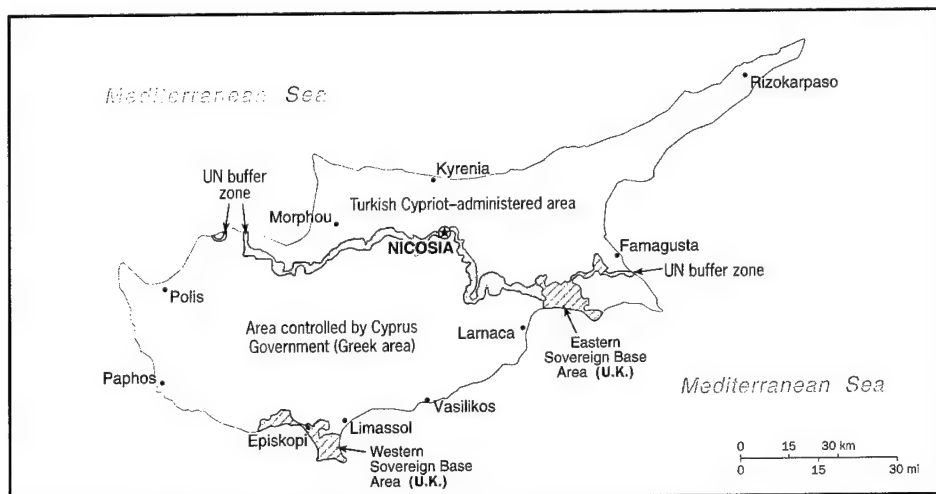 Mediterranean Sea
Rizokarpaso
Kyrenia
UN buffer
zone
Turkish Cypriot–administered area
Morphou
NICOSIA
Famagusta
UN buffer zone
Polis
Area controlled by Cyprus
Government (Greek area)
Larnaca
Eastern
Sovereign Base
Area (U.K.)
Paphos
Mediterranean Sea
Vasilikos
Limassol
Episkopi
Western
Sovereign Base
Area (U.K.)
0 15 30 km
0 15 30 mi